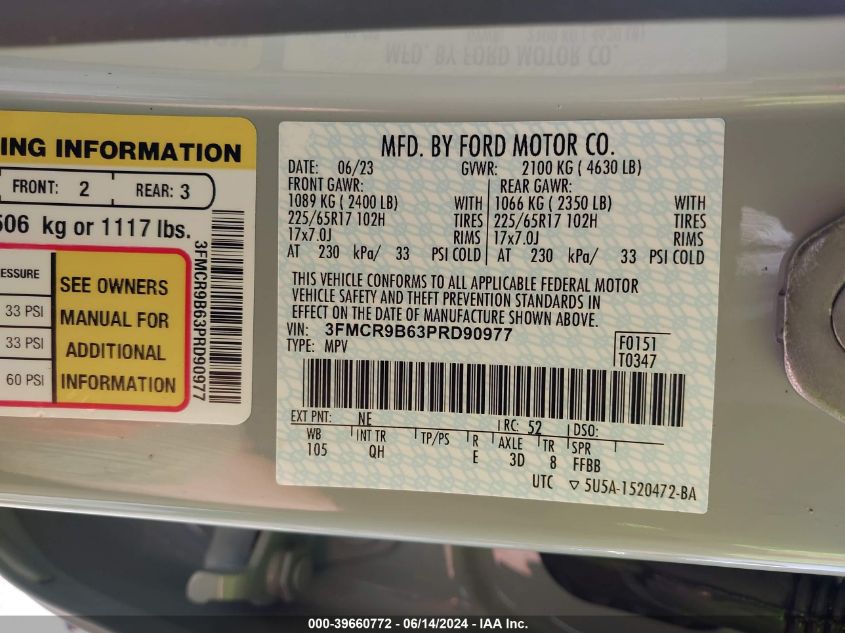 ING INFORMATION
FRONT: 2 REAR: 3
506 kg or 1117 lbs.
ESSURE
33 PSI
33 PSI
60 PSI
SEE OWNERS
MANUAL FOR
ADDITIONAL
INFORMATION
3FMCR9B63PRD90977
MFD. BY FORD MOTOR CO.
DATE: 06/23 GVWR: 2100 KG ( 4630 LB)
FRONT GAWR: REAR GAWR:
1089 KG ( 2400 LB) WITH 1066 KG ( 2350 LB) WITH
225/65R17 102H TIRES 225/65R17 102H TIRES
17x7.0J RIMS 17x7.0J RIMS
AT 230 kPa/ 33 PSI COLD AT 230 kPa/ 33 PSI COLD
THIS VEHICLE CONFORMS TO ALL APPLICABLE FEDERAL MOTOR
VEHICLE SAFETY AND THEFT PREVENTION STANDARDS IN
EFFECT ON THE DATE OF MANUFACTURE SHOWN ABOVE.
VIN: 3FMCR9B63PRD90977
TYPE: MPV
F0151
T0347
EXT PNT: NE RC: 52 DSO:
WB INT TR TP/PS R AXLE TR SPR
105 QH E 3D 8 FFBB
UTC ▽ 5U5A-1520472-BA
000-39660772 - 06/14/2024 - IAA Inc.